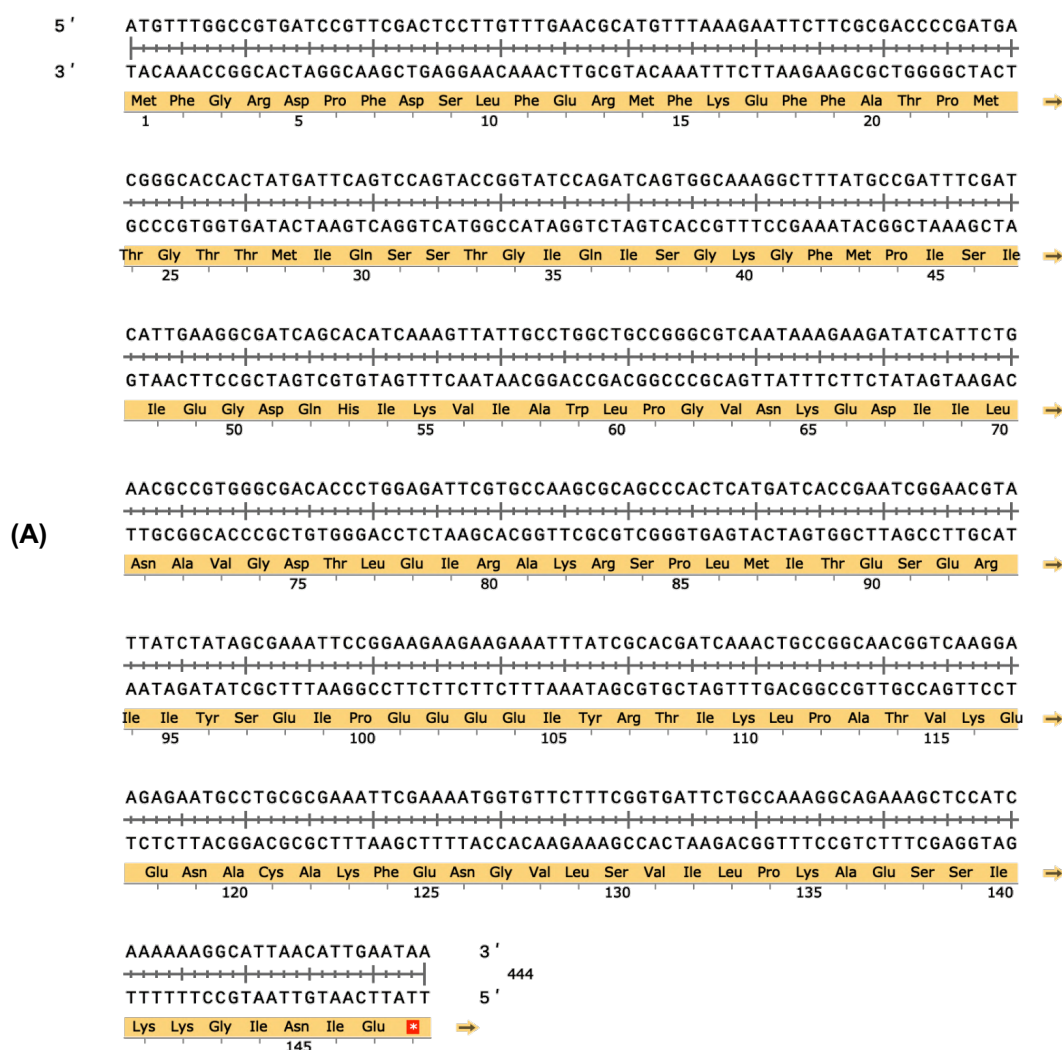 5′ ATGTTTGGCCGTGATCCGTTCGACTCCTTGTTTGAACGCATGTTTAAAGAATTCTTCGCGACCCCGATGA
3′ TACAAACCGGCACTAGGCAAGCTGAGGAACAAACTTGCGTACAAATTTCTTAAGAAGCGCTGGGGCTACT
Met Phe Gly Arg Asp Pro Phe Asp Ser Leu Phe Glu Arg Met Phe Lys Glu Phe Phe Ala Thr Pro Met
1 5 10 15 20
CGGGCACCACTATGATTCAGTCCAGTACCGGTATCCAGATCAGTGGCAAAGGCTTTATGCCGATTTCGAT
GCCCGTGGTGATACTAAGTCAGGTCATGGCCATAGGTCTAGTCACCGTTTCCGAAATACGGCTAAAGCTA
Thr Gly Thr Thr Met Ile Gln Ser Ser Thr Gly Ile Gln Ile Ser Gly Lys Gly Phe Met Pro Ile Ser Ile
25 30 35 40 45
CATTGAAGGCGATCAGCACATCAAAGTTATTGCCTGGCTGCCGGGCGTCAATAAAGAAGATATCATTCTG
GTAACTTCCGCTAGTCGTGTAGTTTCAATAACGGACCGACGGCCCGCAGTTATTTCTTCTATAGTAAGAC
Ile Glu Gly Asp Gln His Ile Lys Val Ile Ala Trp Leu Pro Gly Val Asn Lys Glu Asp Ile Ile Leu
50 55 60 65 70
AACGCCGTGGGCGACACCCTGGAGATTCGTGCCAAGCGCAGCCCACTCATGATCACCGAATCGGAACGTA
(A)
TTGCGGCACCCGCTGTGGGACCTCTAAGCACGGTTCGCGTCGGGTGAGTACTAGTGGCTTAGCCTTGCAT
Asn Ala Val Gly Asp Thr Leu Glu Ile Arg Ala Lys Arg Ser Pro Leu Met Ile Thr Glu Ser Glu Arg
75 80 85 90
TTATCTATAGCGAAATTCCGGAAGAAGAAGAAATTTATCGCACGATCAAACTGCCGGCAACGGTCAAGGA
AATAGATATCGCTTTAAGGCCTTCTTCTTCTTTAAATAGCGTGCTAGTTTGACGGCCGTTGCCAGTTCCT
Ile Ile Tyr Ser Glu Ile Pro Glu Glu Glu Glu Ile Tyr Arg Thr Ile Lys Leu Pro Ala Thr Val Lys Glu
95 100 105 110 115
AGAGAATGCCTGCGCGAAATTCGAAAATGGTGTTCTTTCGGTGATTCTGCCAAAGGCAGAAAGCTCCATC
TCTCTTACGGACGCGCTTTAAGCTTTTACCACAAGAAAGCCACTAAGACGGTTTCCGTCTTTCGAGGTAG
Glu Asn Ala Cys Ala Lys Phe Glu Asn Gly Val Leu Ser Val Ile Leu Pro Lys Ala Glu Ser Ser Ile
120 125 130 135 140
AAAAAAGGCATTAACATTGAATAA 3′
444
TTTTTTCCGTAATTGTAACTTATT 5′
Lys Lys Gly Ile Asn Ile Glu *
145